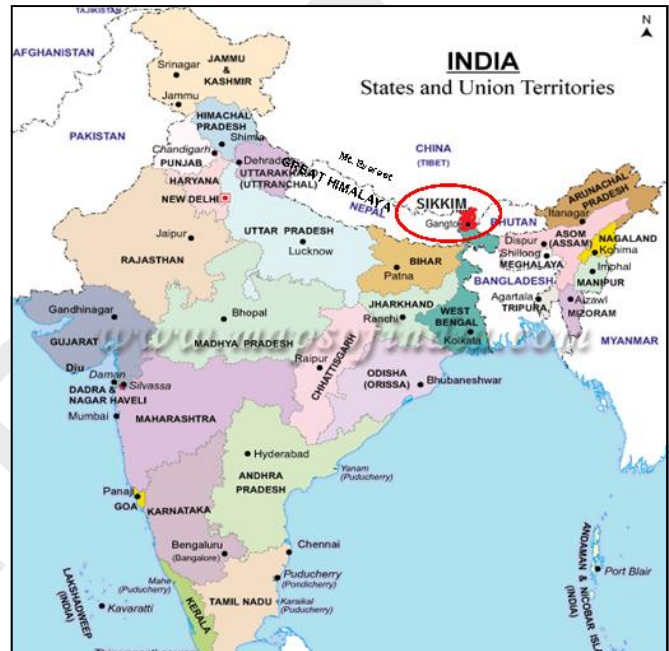 TAJIKISTAN
N
AFGHANISTAN
JAMMU
&
KASHMIR
Srinagar
Jammu
INDIA
States and Union Territories
HIMACHAL
PRADESH
Shimla
PAKISTAN
Chandigarh
PUNJAB
Dehrad
UTTARAKHA
(UTTRANCHAL)
GREAT HIMALAYA
Mt. Everest
CHINA
(TIBET)
HARYANA
NEW DELHI
NEPAL
SIKKIM
Gangto
BHUTAN
ARUNACHAL
PRADESH
Itanagar
Jaipur
RAJASTHAN
UTTAR PRADESH
Lucknow
BIHAR
Patna
Dispur
ASOM
(ASSAM)
NAGALAND
Kohima
Shillong
MEGHALAYA
Imphal
MANIPUR
BANGLADESH
Gandhinagar
GUJARAT
Bhopal
MADHYA PRADESH
JHARKHAND
Ranchi
WEST
BENGAL
Kolkata
Agartala
TRIPURA
Aizawl
MIZORAM
MYANMAR
Diu
Daman
Silvassa
DADRA &
NAGAR HAVELI
Raipur
CHHATTISGARH
ODISHA
(ORISSA)
Bhubaneshwar
Mumbai
MAHARASHTRA
Hyderabad
ANDHRA
PRADESH
Yanam
(Puducherry)
Panaji
GOA
KARNATAKA
Bengaluru
(Bangalore)
Chennai
Mahe
(Puducherry)
Puducherry
(Pondicherry)
LAKSHADWEEP
(INDIA)
Kavaratti
KERALA
TAMIL NADU
Karaikal
(Puducherry)
ANDAMAN & NICOBAR ISLA
(INDIA)
Port Blair